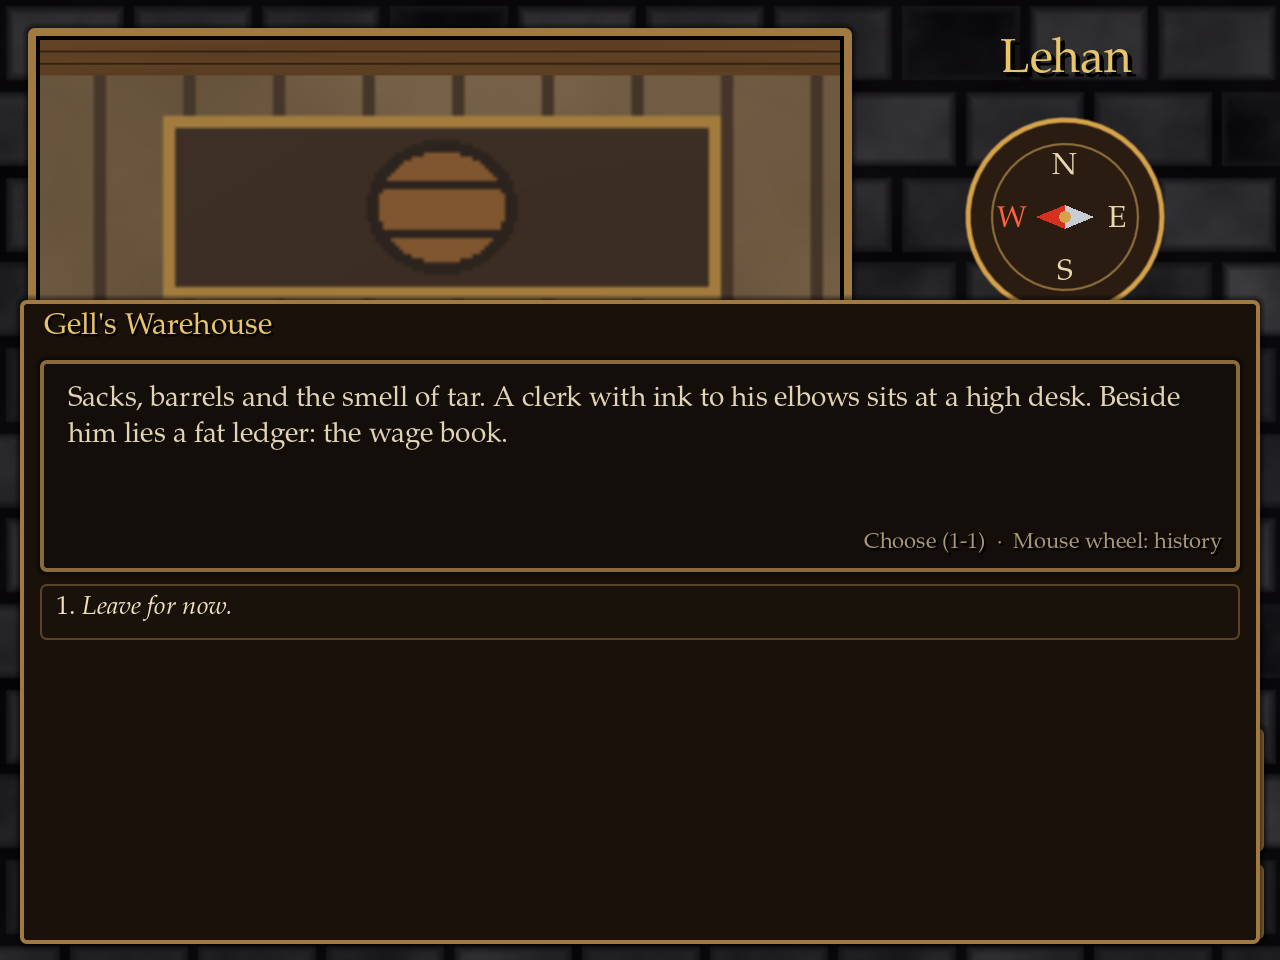 Lehan
N
W E
S
Gell's Warehouse
Sacks, barrels and the smell of tar. A clerk with ink to his elbows sits at a high desk. Beside
him lies a fat ledger: the wage book.
Choose (1-1) · Mouse wheel: history
1. Leave for now.